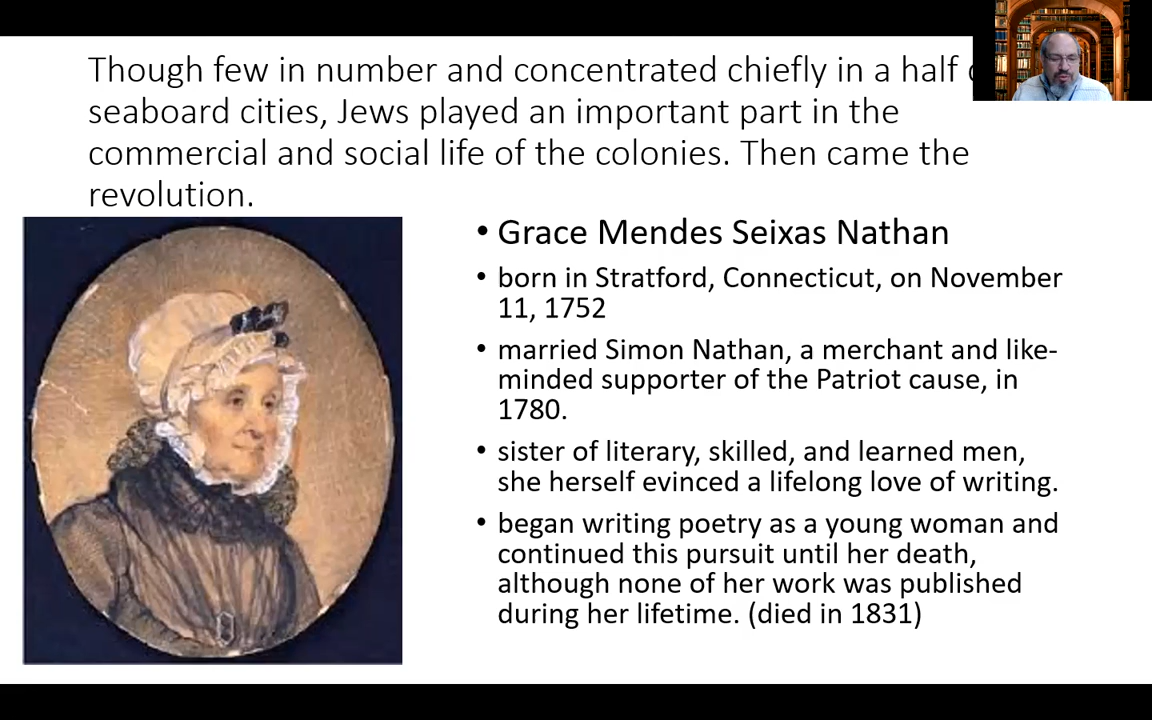 Though few in number and concentrated chiefly in a half
seaboard cities, Jews played an important part in the
commercial and social life of the colonies. Then came the
revolution.
• Grace Mendes Seixas Nathan
• born in Stratford, Connecticut, on November
11, 1752
• married Simon Nathan, a merchant and like-
minded supporter of the Patriot cause, in
1780.
• sister of literary, skilled, and learned men,
she herself evinced a lifelong love of writing.
• began writing poetry as a young woman and
continued this pursuit until her death,
although none of her work was published
during her lifetime. (died in 1831)